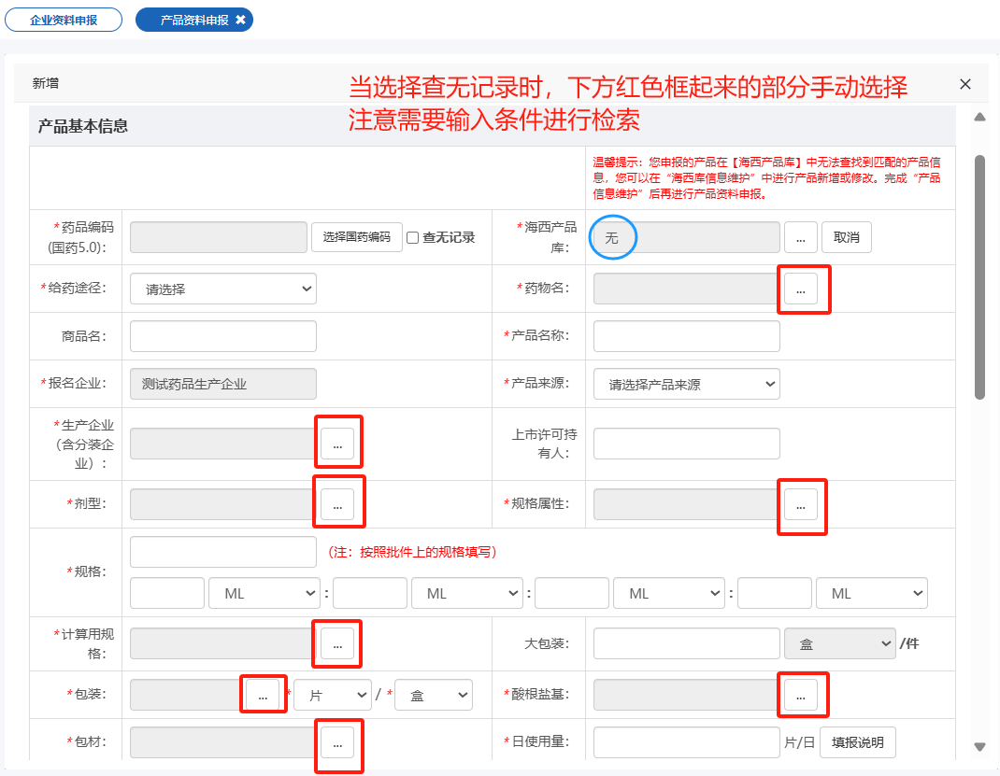 企业资料申报 产品资料申报 ✖
新增
当选择查无记录时，下方红色框起来的部分手动选择
注意需要输入条件进行检索
产品基本信息
温馨提示：您申报的产品在【海西产品库】中无法查找到匹配的产品信
息，您可以在“海西库信息维护”中进行产品新增或修改。完成“产品
信息维护”后再进行产品资料申报。
*药品编码
(国药5.0)：
选择国药编码 查无记录
*海西产品
库：
无 ... 取消
*给药途径： 请选择 *药物名： ...
商品名： *产品名称：
*报名企业： 测试药品生产企业 *产品来源： 请选择产品来源
*生产企业
（含分装企
业）：
...
上市许可持
有人：
*剂型： ... *规格属性： ...
*规格：
（注：按照批件上的规格填写）
ML : ML : ML : ML
*计算用规
格：
...
大包装： 盒 /件
*包装： ... * 片 / * 盒 *酸根盐基： ...
*包材： ... *日使用量： 片/日 填报说明